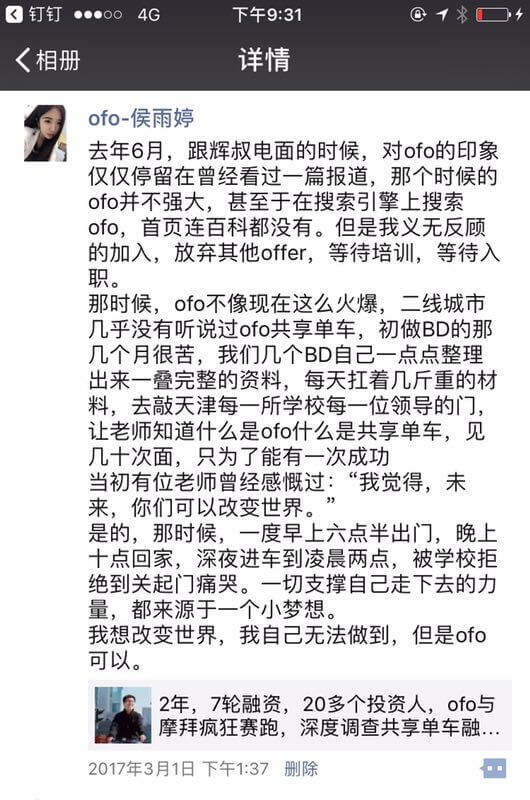 钉钉 4G 下午9:31
相册 详情
ofo-侯雨婷
去年6月，跟辉叔电面的时候，对ofo的印象
仅仅停留在曾经看过一篇报道，那个时候的
ofo并不强大，甚至于在搜索引擎上搜索
ofo，首页连百科都没有。但是我义无反顾
的加入，放弃其他offer，等待培训，等待入
职。
那时候，ofo不像现在这么火爆，二线城市
几乎没有听说过ofo共享单车，初做BD的那
几个月很苦，我们几个BD自己一点点整理
出来一叠完整的资料，每天扛着几斤重的材
料，去敲天津每一所学校每一位领导的门，
让老师知道什么是ofo什么是共享单车，见
几十次面，只为了能有一次成功
当初有位老师曾经感慨过：“我觉得，未
来，你们可以改变世界。”
是的，那时候，一度早上六点半出门，晚上
十点回家，深夜进车到凌晨两点，被学校拒
绝到关起门痛哭。一切支撑自己走下去的力
量，都来源于一个小梦想。
我想改变世界，我自己无法做到，但是ofo
可以。
2年，7轮融资，20多个投资人，ofo与
摩拜疯狂赛跑，深度调查共享单车融...
2017年3月1日 下午1:37 删除